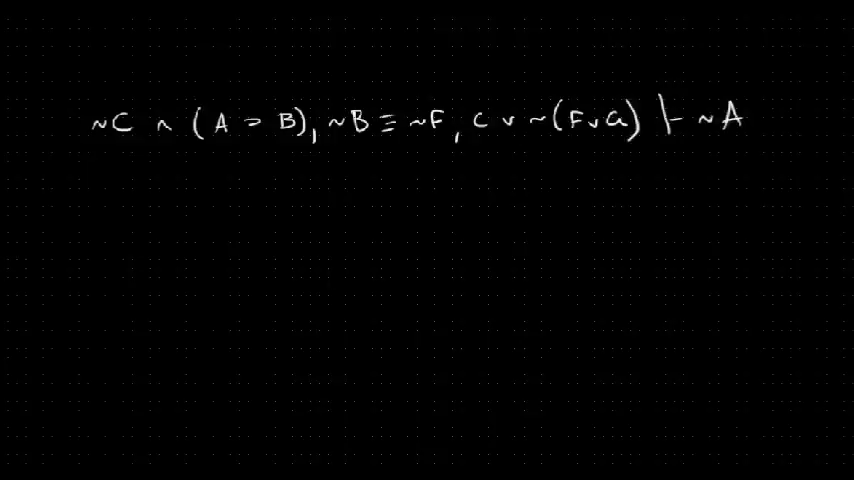 ~C ∧ (A ⊃ B), ~B ≡ ~F, C ∨ ~(F ∨ G) ⊢ ~A